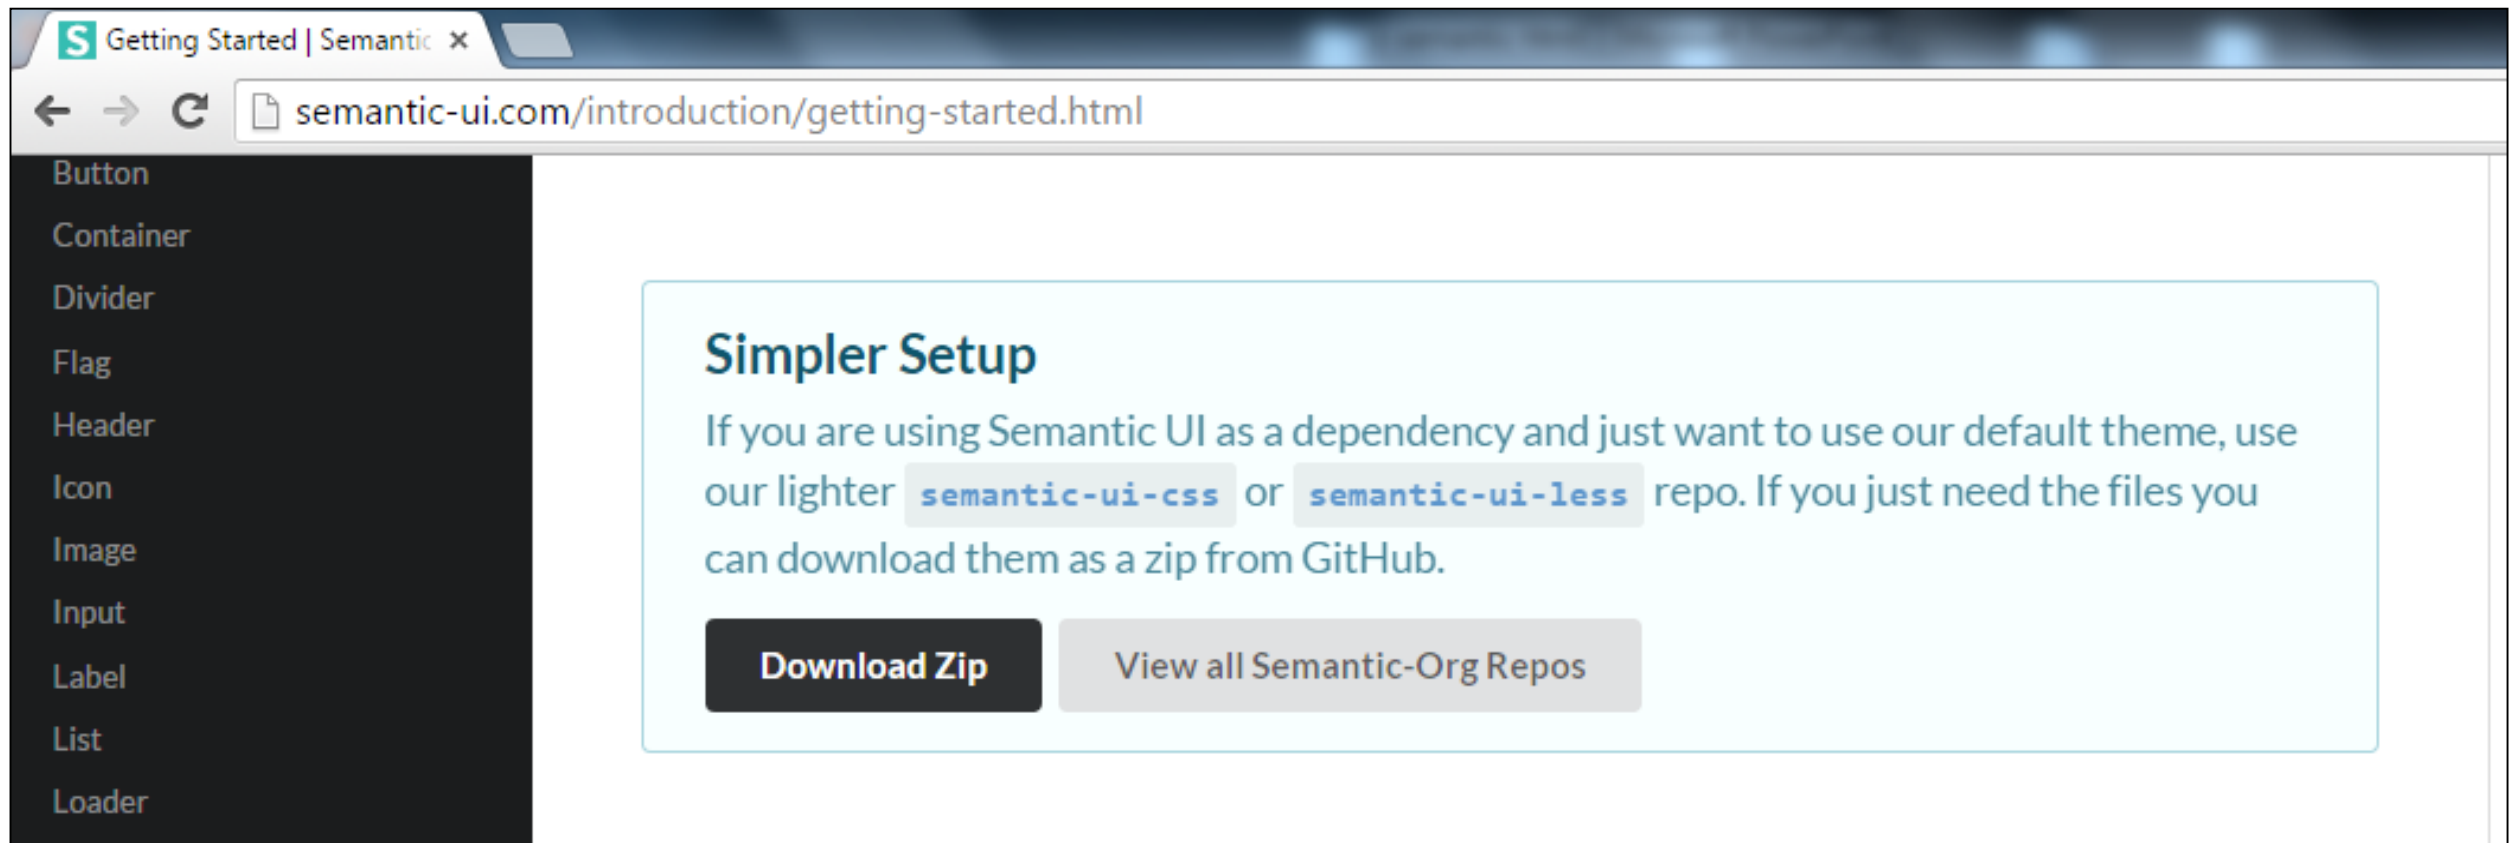 S Getting Started | Semantic
semantic-ui.com/introduction/getting-started.html
Button
Container
Divider
Flag
Header
Icon
Image
Input
Label
List
Loader
Simpler Setup
If you are using Semantic UI as a dependency and just want to use our default theme, use
our lighter semantic-ui-css or semantic-ui-less repo. If you just need the files you
can download them as a zip from GitHub.
Download Zip View all Semantic-Org Repos